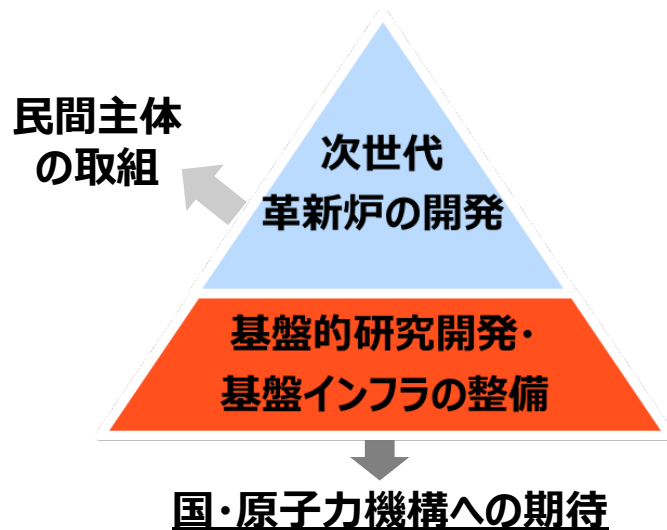 民間主体
の取組
次世代
革新炉の開発
基盤的研究開発・
基盤インフラの整備
国・原子力機構への期待